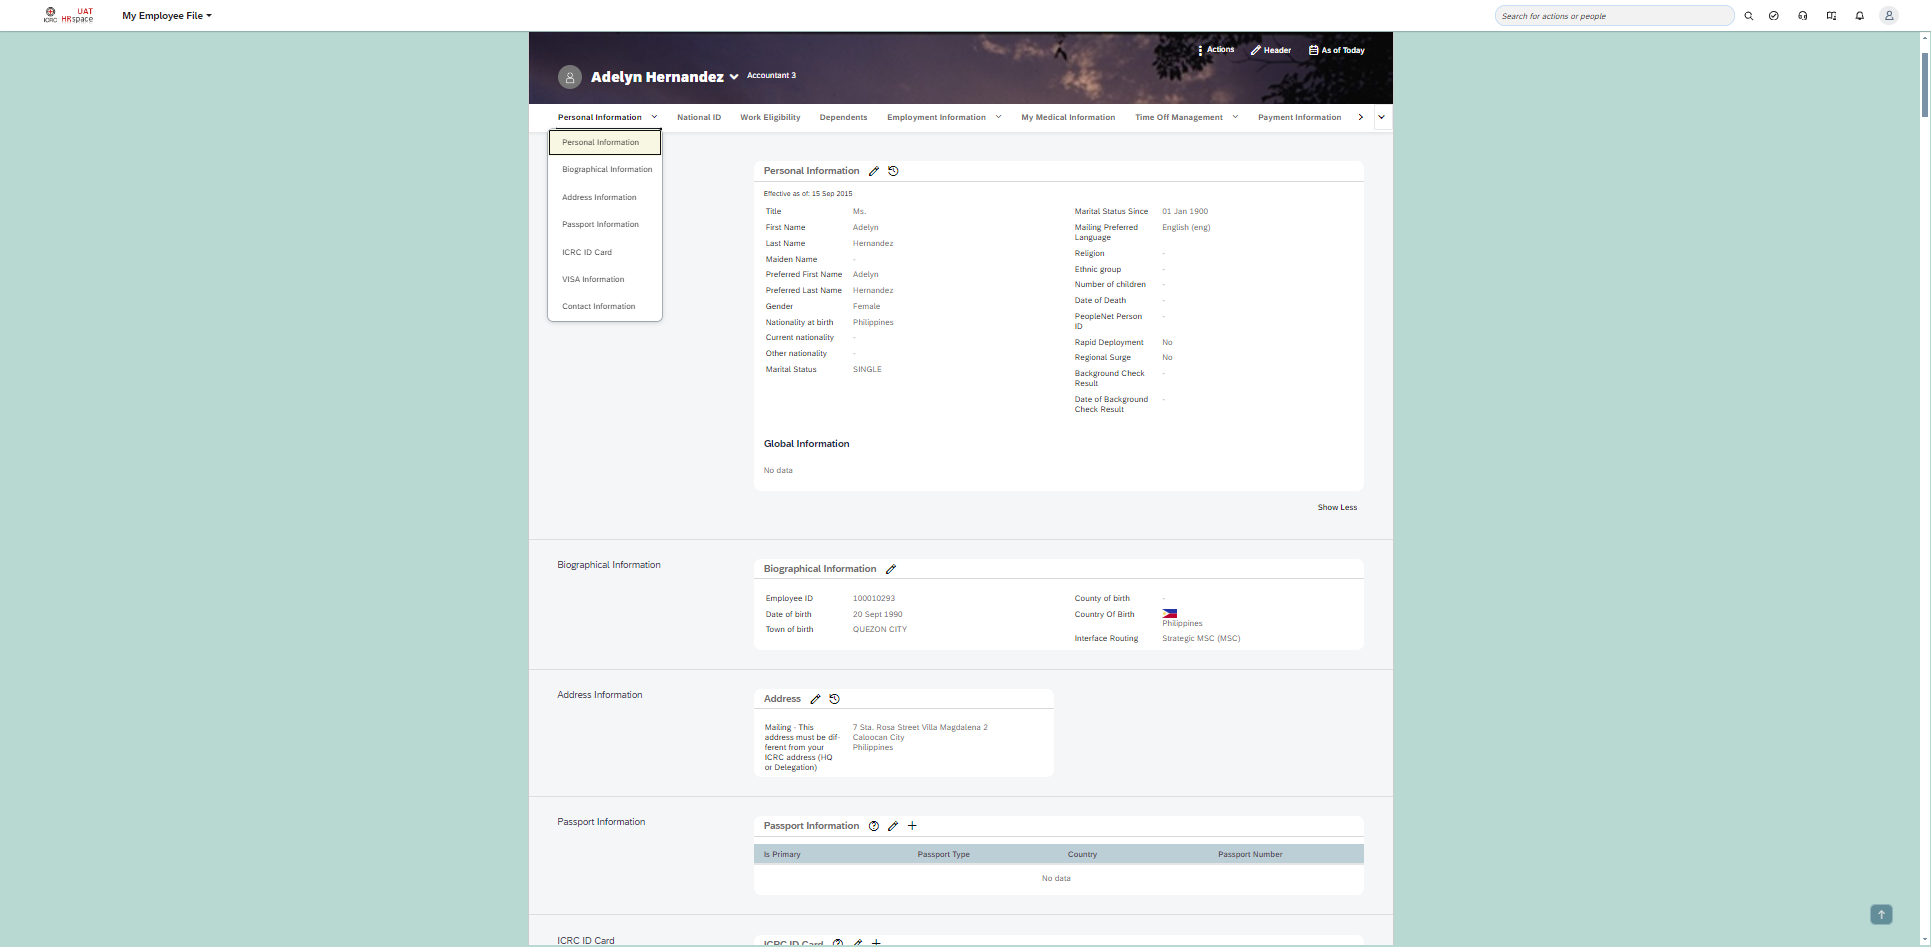 ICRC UAT HRspace My Employee File Search for actions or people
Actions Header As of Today
Adelyn Hernandez Accountant 3
Personal Information National ID Work Eligibility Dependents Employment Information My Medical Information Time Off Management Payment Information
Personal Information
Biographical Information
Address Information
Passport Information
ICRC ID Card
VISA Information
Contact Information
Personal Information
Effective as of: 15 Sep 2015
Title Ms.
First Name Adelyn
Last Name Hernandez
Maiden Name -
Preferred First Name Adelyn
Preferred Last Name Hernandez
Gender Female
Nationality at birth Philippines
Current nationality -
Other nationality -
Marital Status SINGLE
Marital Status Since 01 Jan 1900
Mailing Preferred English (eng)
Language
Religion -
Ethnic group -
Number of children -
Date of Death -
PeopleNet Person -
ID
Rapid Deployment No
Regional Surge No
Background Check -
Result
Date of Background -
Check Result
Global Information
No data
Show Less
Biographical Information
Biographical Information
Employee ID 100010293
Date of birth 20 Sept 1990
Town of birth QUEZON CITY
County of birth -
Country Of Birth
Philippines
Interface Routing Strategic MSC (MSC)
Address Information
Address
Mailing - This 7 Sta. Rosa Street Villa Magdalena 2
address must be dif- Caloocan City
ferent from your Philippines
ICRC address (HQ
or Delegation)
Passport Information
Passport Information
Is Primary Passport Type Country Passport Number
No data
ICRC ID Card
ICRC ID Card